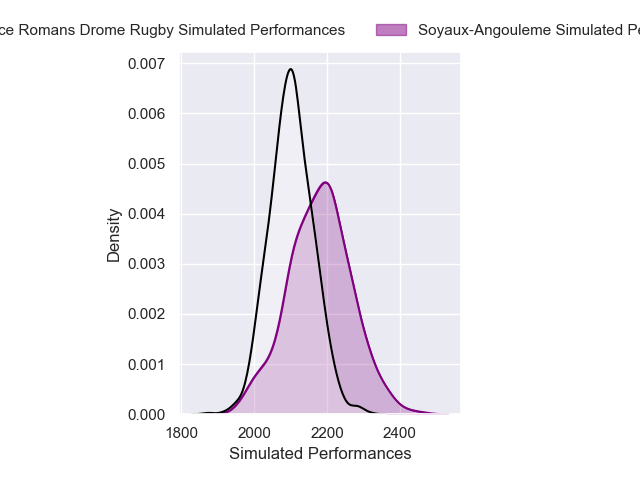 ce Romans Drome Rugby Simulated Performances
Soyaux-Angouleme Simulated Pe
0.007
0.006
0.005
0.004
0.003
0.002
0.001
0.000
Density
1800 2000 2200 2400
Simulated Performances